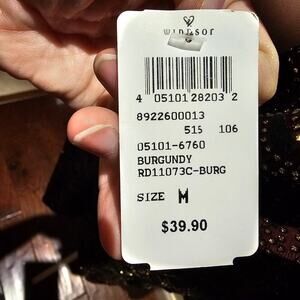 WINDSOR
4 05101 28203 2
8922600013
515 106
05101-6760
BURGUNDY
RD11073C-BURG
SIZE M
$39.90